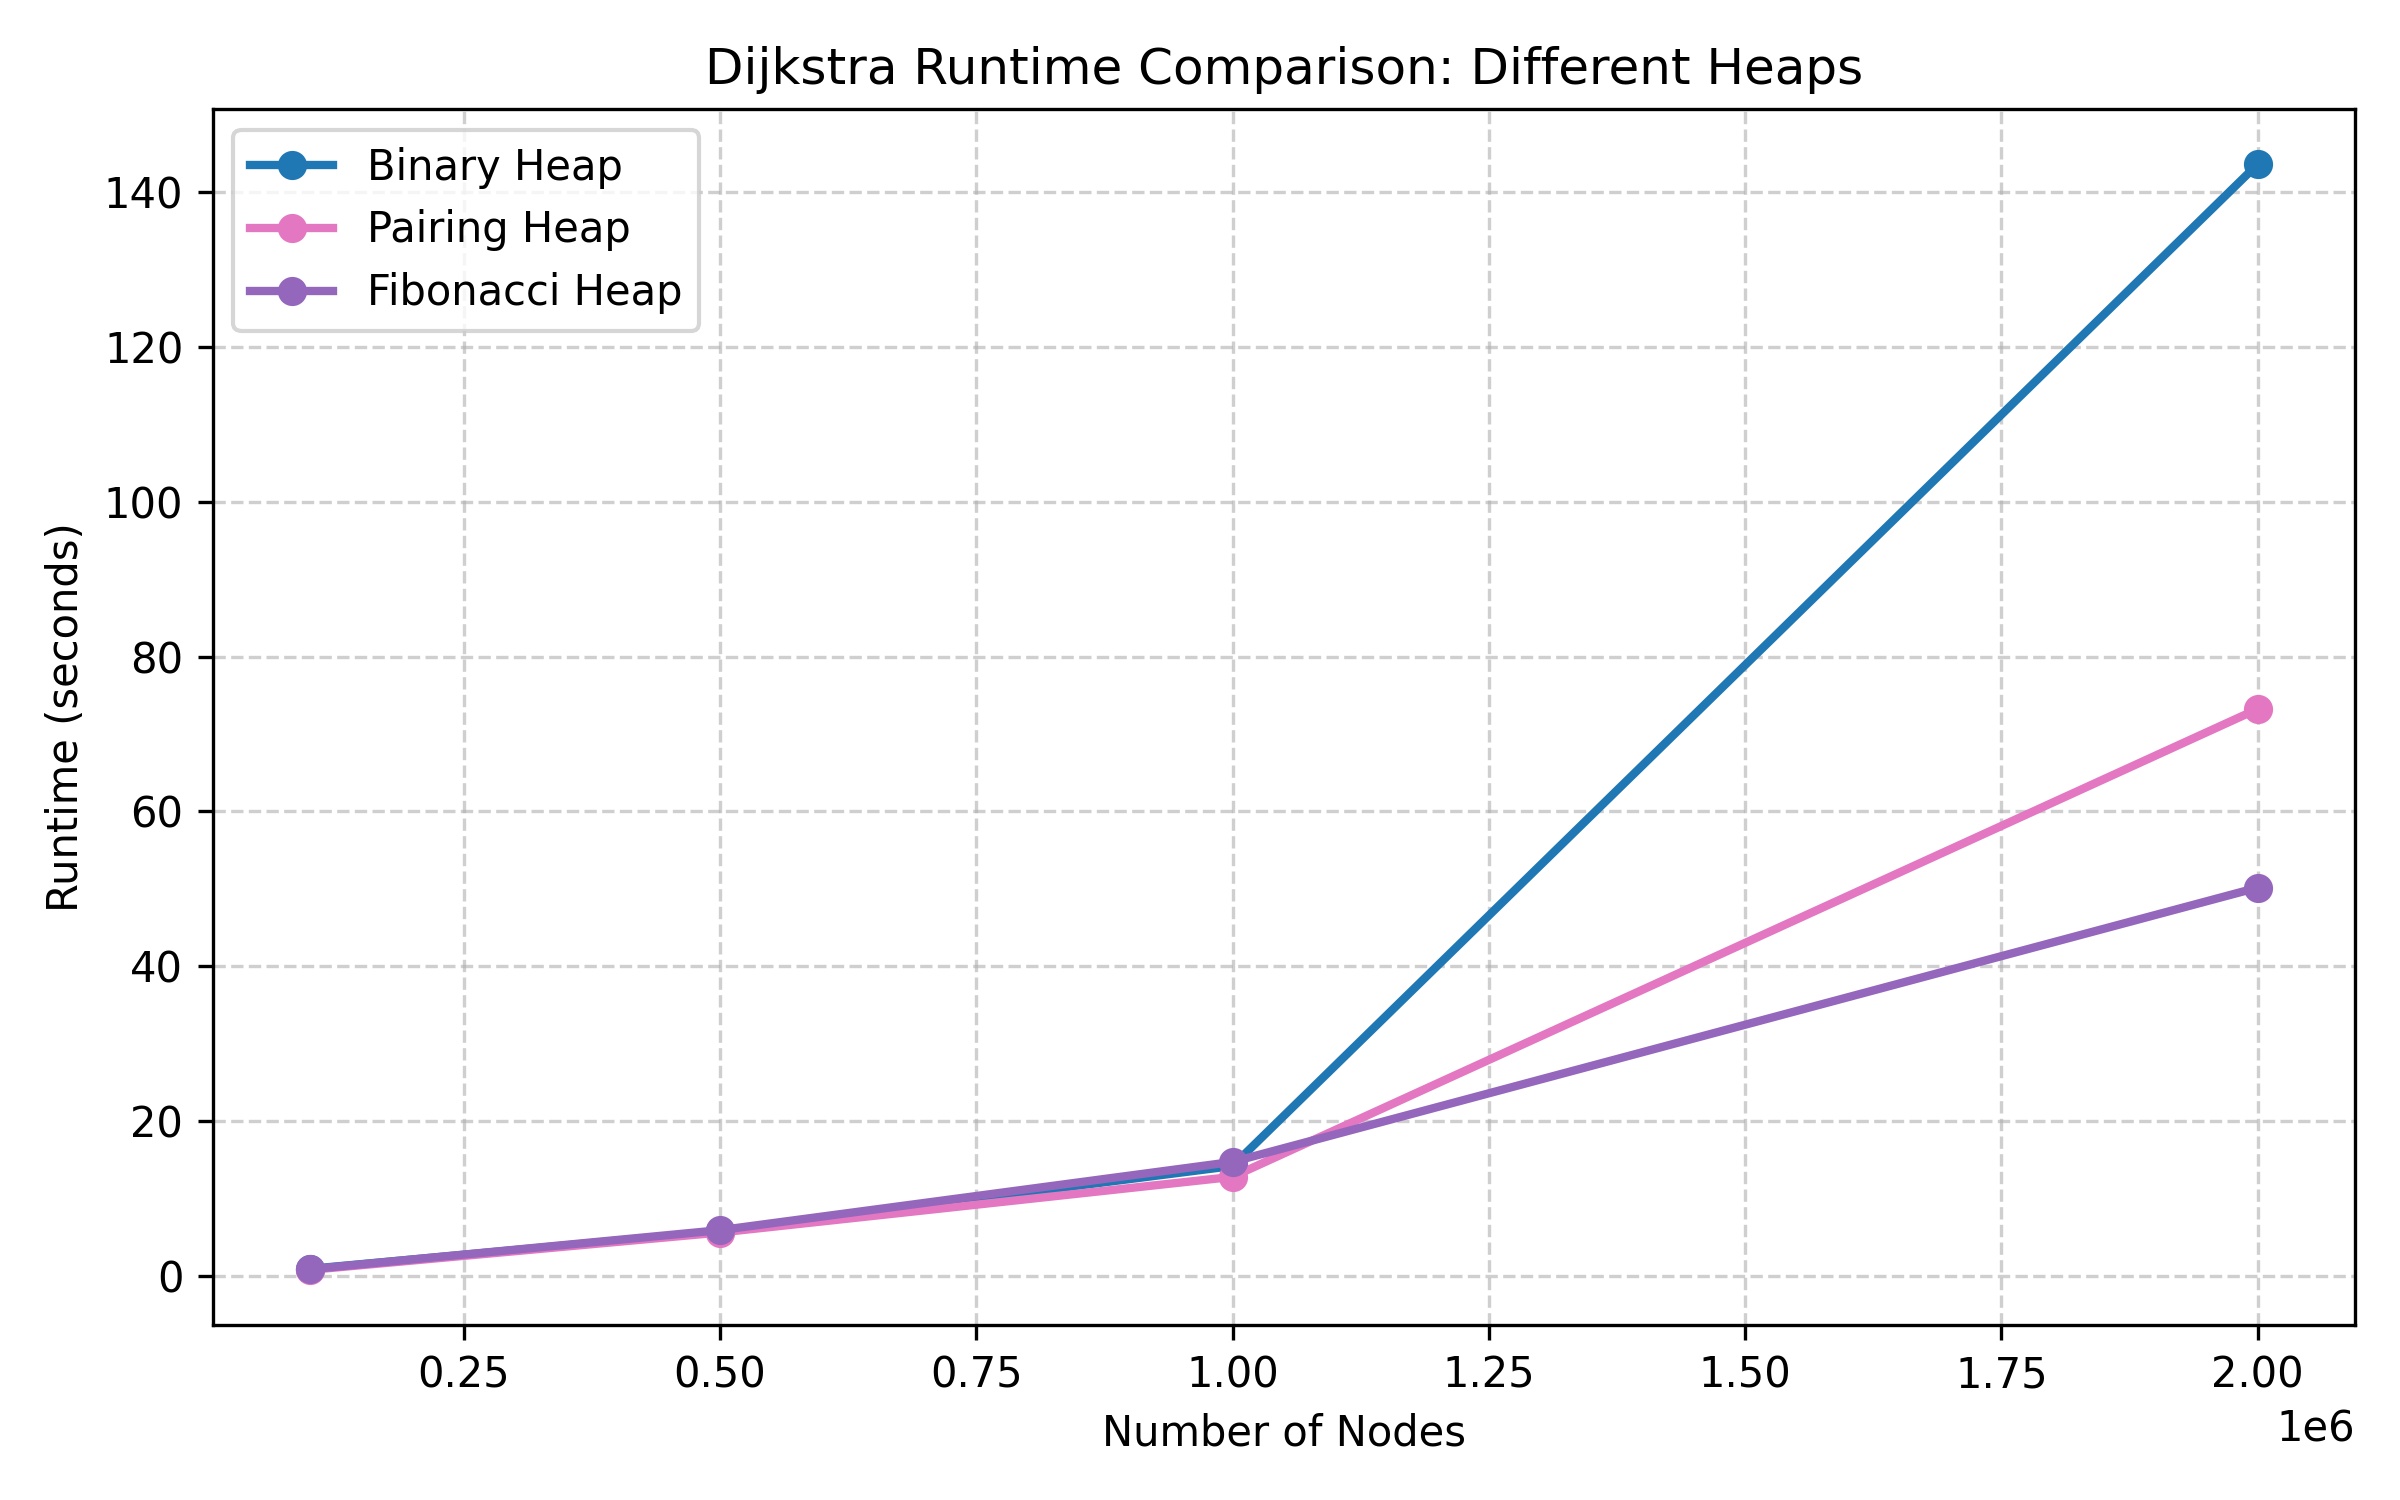 Dijkstra Runtime Comparison: Different Heaps
Binary Heap
Pairing Heap
Fibonacci Heap
Runtime (seconds)
140
120
100
80
60
40
20
0
0.25 0.50 0.75 1.00 1.25 1.50 1.75 2.00
1e6
Number of Nodes